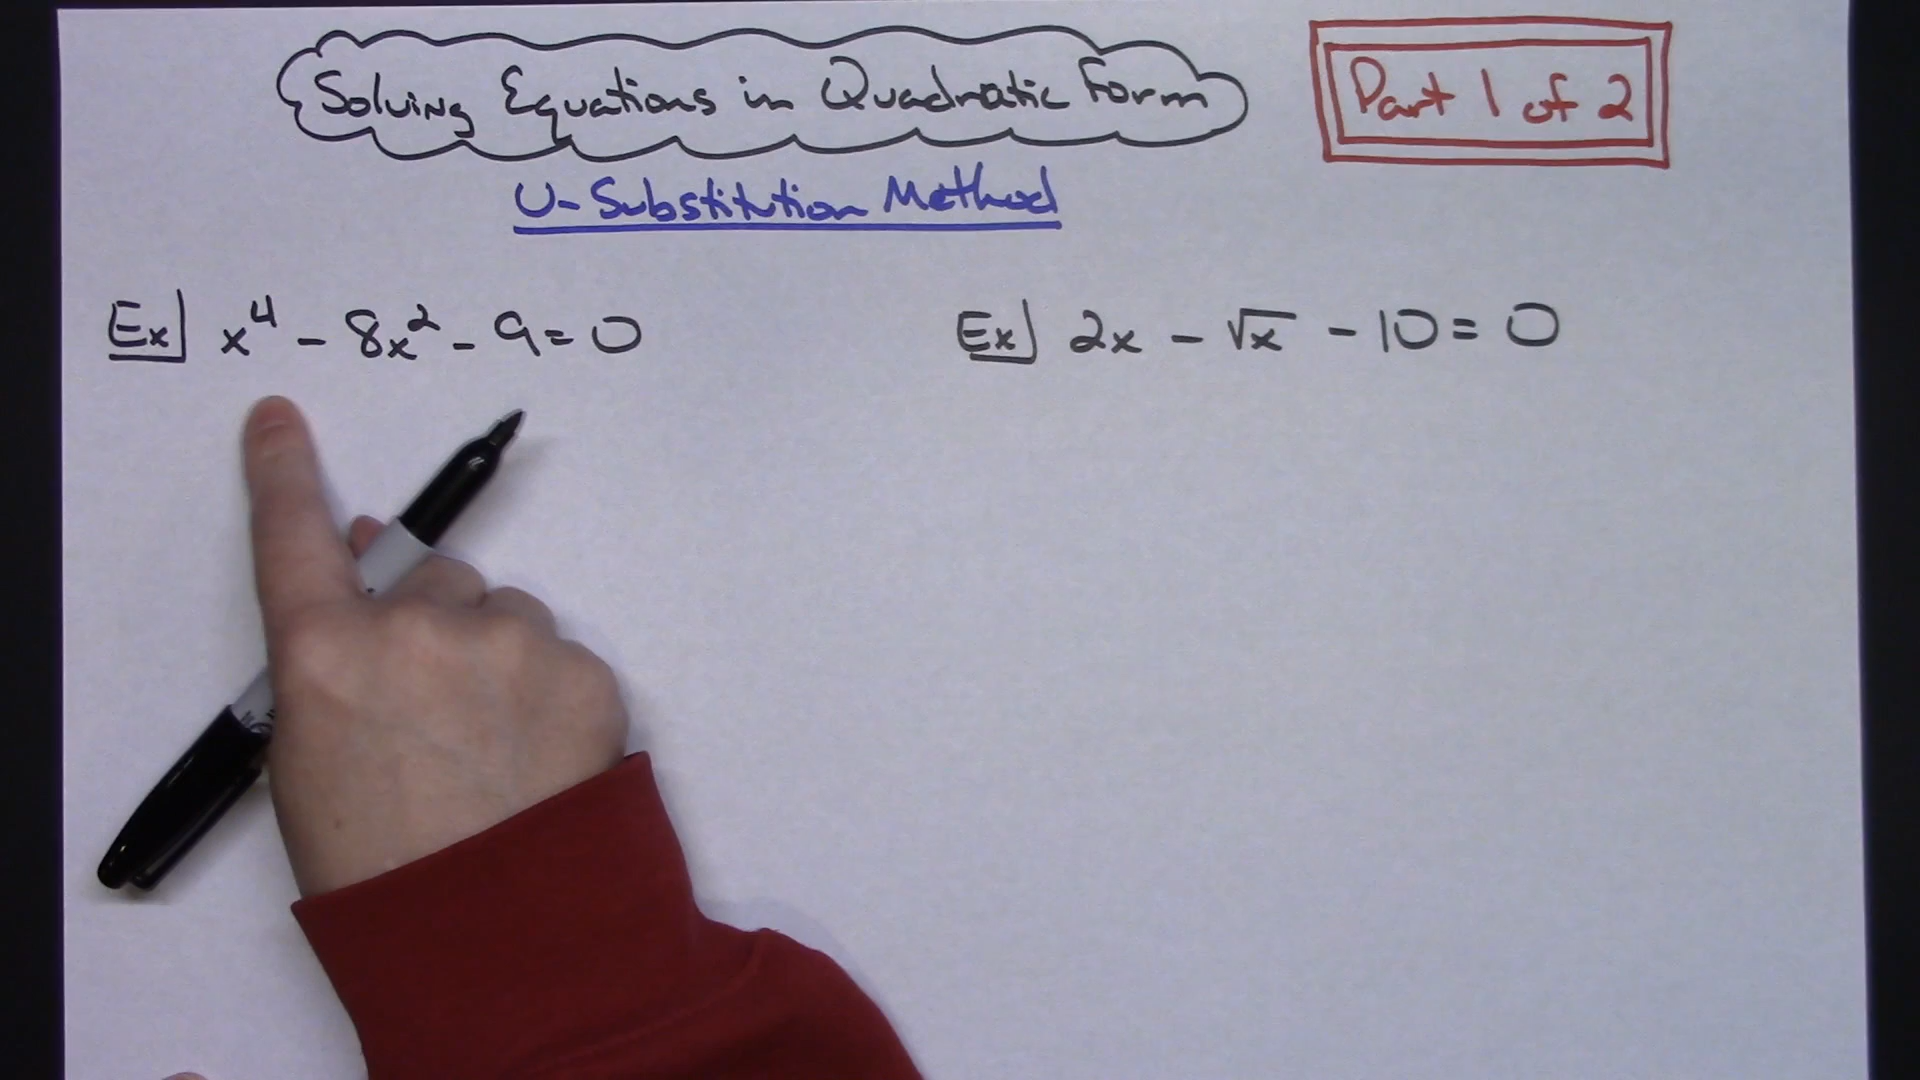 Solving Equations in Quadratic Form
Part 1 of 2
U-Substitution Method
Ex] x⁴ - 8x² - 9 = 0
Ex] 2x - √x - 10 = 0